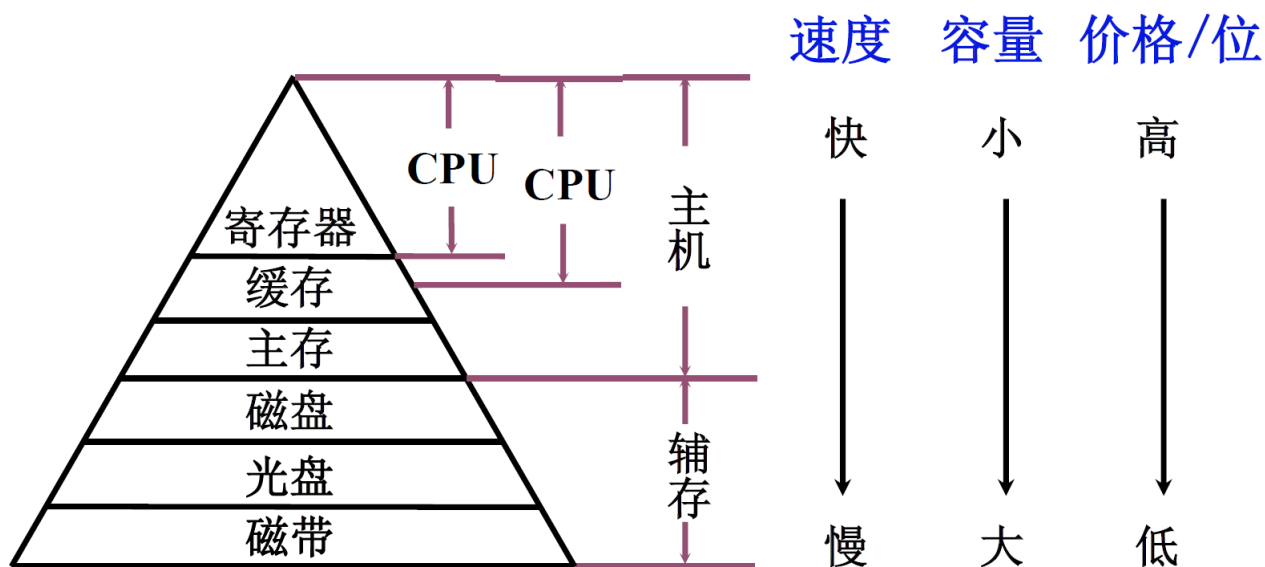 速度 容量 价格/位
快 小 高
CPU
CPU
主机
寄存器
缓存
主存
磁盘
辅存
光盘
磁带
慢 大 低